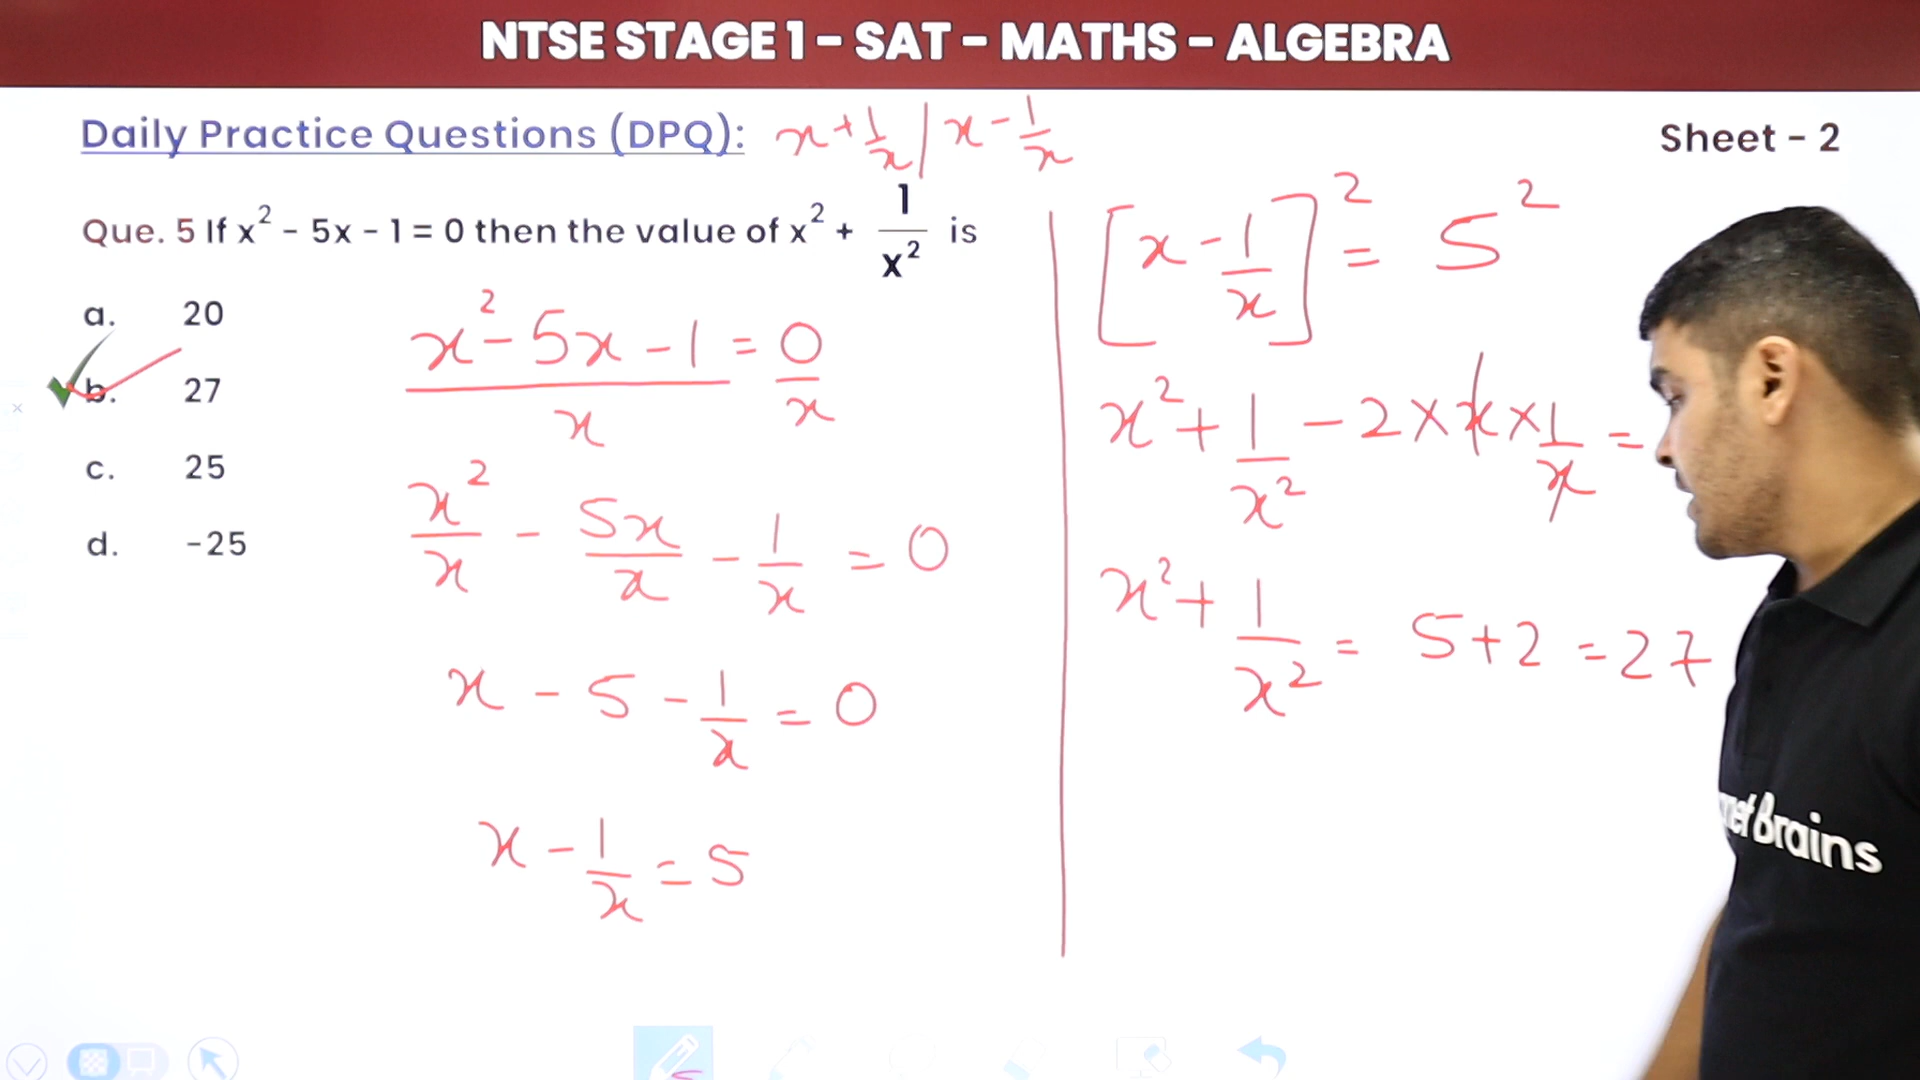 NTSE STAGE 1 – SAT – MATHS – ALGEBRA
Daily Practice Questions (DPQ): x + 1/x | x - 1/x
Sheet - 2
Que. 5 If x² - 5x - 1 = 0 then the value of x² + 1/x² is
a. 20
b. 27
c. 25
d. -25
(x² - 5x - 1)/x = 0/x
x²/x - 5x/x - 1/x = 0
x - 5 - 1/x = 0
x - 1/x = 5
[x - 1/x]² = 5²
x² + 1/x² - 2 × x × 1/x =
x² + 1/x² = 5 + 2 = 27
net Brains